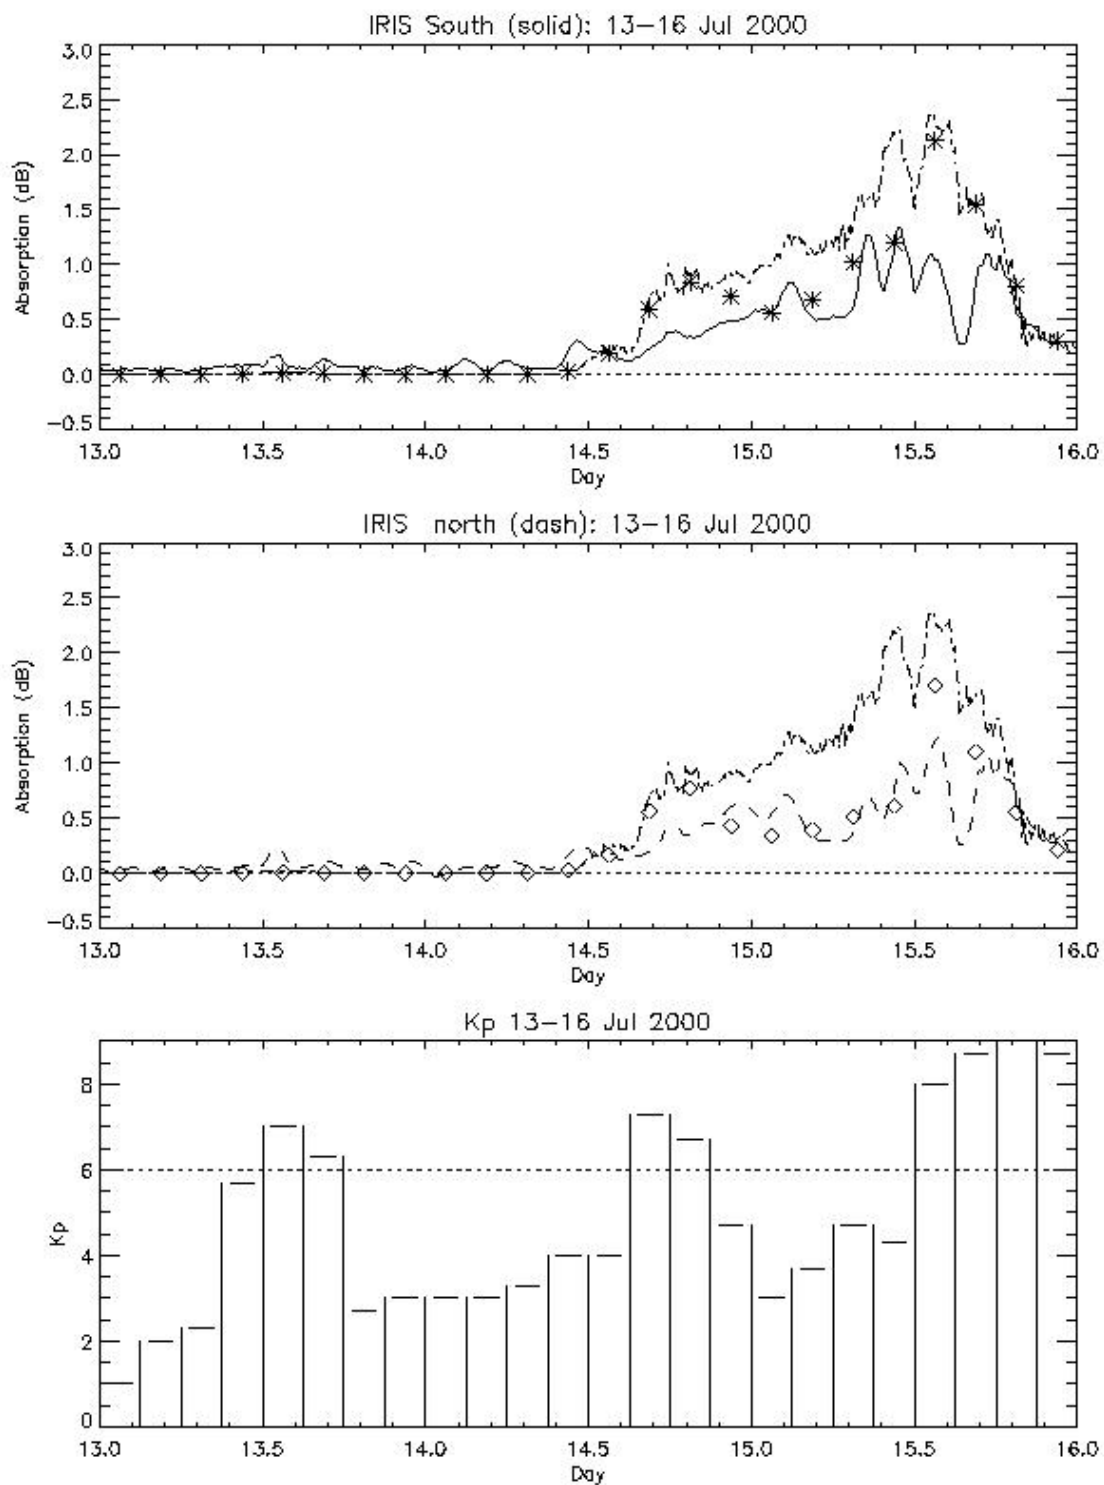 IRIS South (solid): 13-16 Jul 2000
3.0
2.5
2.0
1.5
1.0
0.5
0.0
-0.5
Absorption (dB)
13.0 13.5 14.0 14.5 15.0 15.5 16.0
Day
IRIS north (dash): 13-16 Jul 2000
3.0
2.5
2.0
1.5
1.0
0.5
0.0
-0.5
Absorption (dB)
13.0 13.5 14.0 14.5 15.0 15.5 16.0
Day
Kp 13-16 Jul 2000
8
6
4
2
0
Kp
13.0 13.5 14.0 14.5 15.0 15.5 16.0
Day